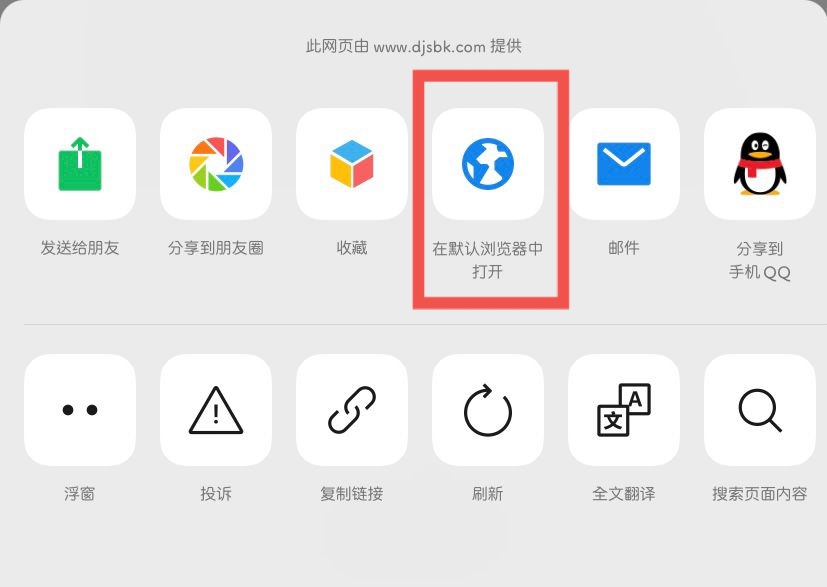 此网页由 www.djsbk.com 提供
发送给朋友
分享到朋友圈
收藏
在默认浏览器中
打开
邮件
分享到
手机QQ
浮窗
投诉
复制链接
刷新
文 A
全文翻译
搜索页面内容